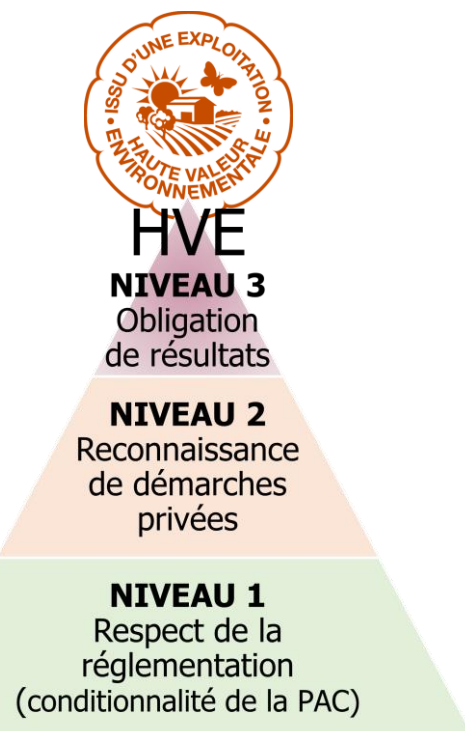 • ISSU D'UNE EXPLOITATION •
HAUTE VALEUR
ENVIRONNEMENTALE
HVE
NIVEAU 3
Obligation
de résultats
NIVEAU 2
Reconnaissance
de démarches
privées
NIVEAU 1
Respect de la
réglementation
(conditionnalité de la PAC)